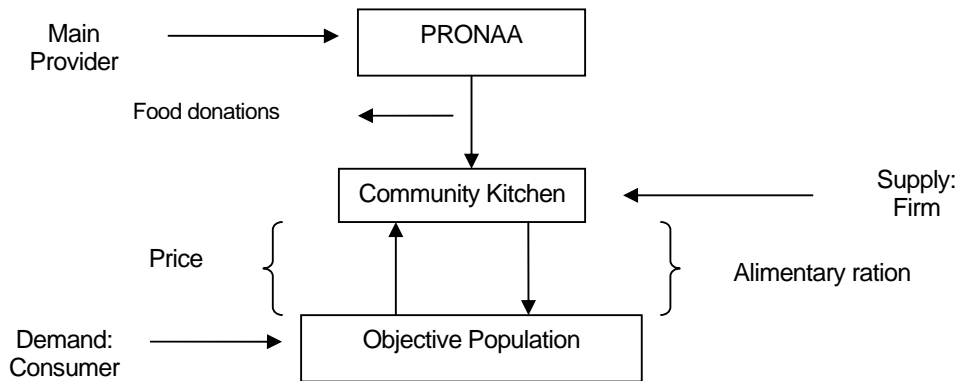 Main
Provider
PRONAA
Food donations
Community Kitchen
Supply:
Firm
Price
Alimentary ration
Demand:
Consumer
Objective Population